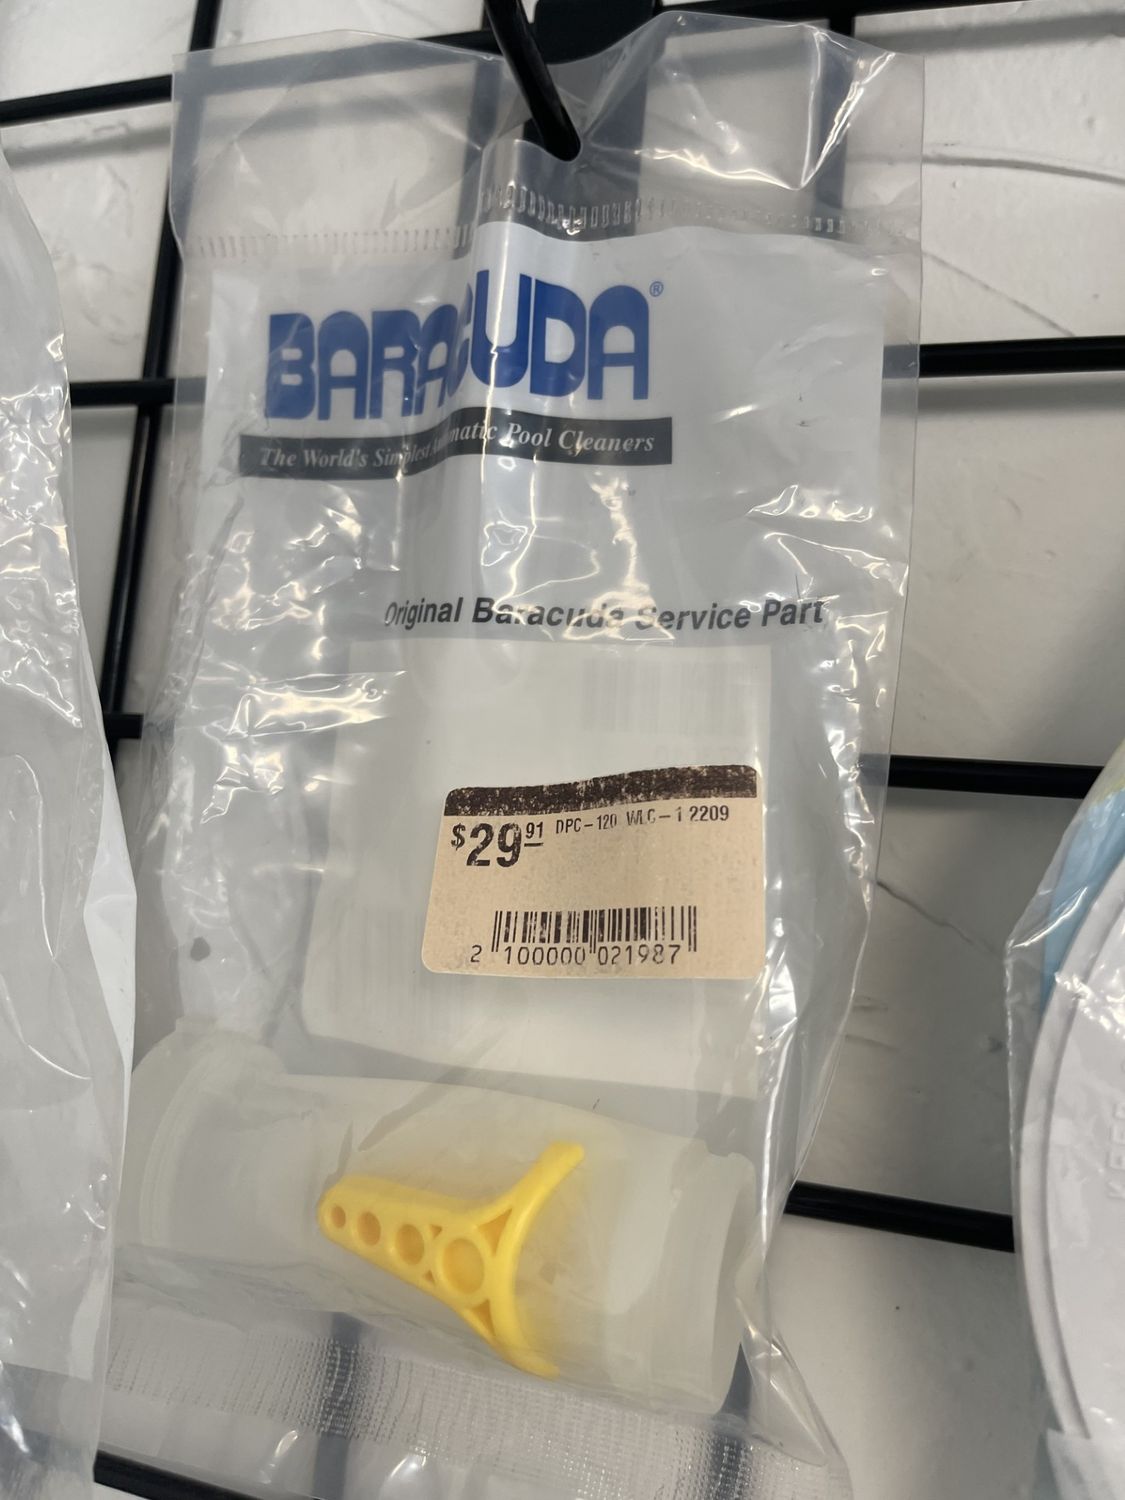 BARACUDA®
The World's Simplest Automatic Pool Cleaners
Original Baracuda Service Part
$29.91 DPC-120 WLC-1 2209
2 100000 021987